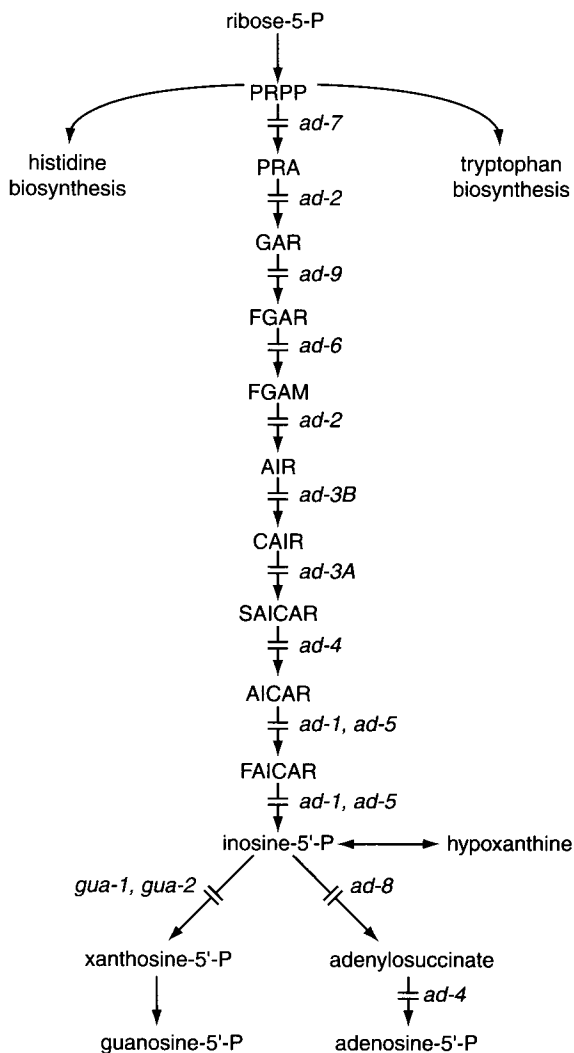 ribose-5-P
PRPP
ad-7
histidine
biosynthesis
tryptophan
biosynthesis
PRA
ad-2
GAR
ad-9
FGAR
ad-6
FGAM
ad-2
AIR
ad-3B
CAIR
ad-3A
SAICAR
ad-4
AICAR
ad-1, ad-5
FAICAR
ad-1, ad-5
inosine-5'-P
hypoxanthine
gua-1, gua-2
ad-8
xanthosine-5'-P
adenylosuccinate
ad-4
guanosine-5'-P
adenosine-5'-P